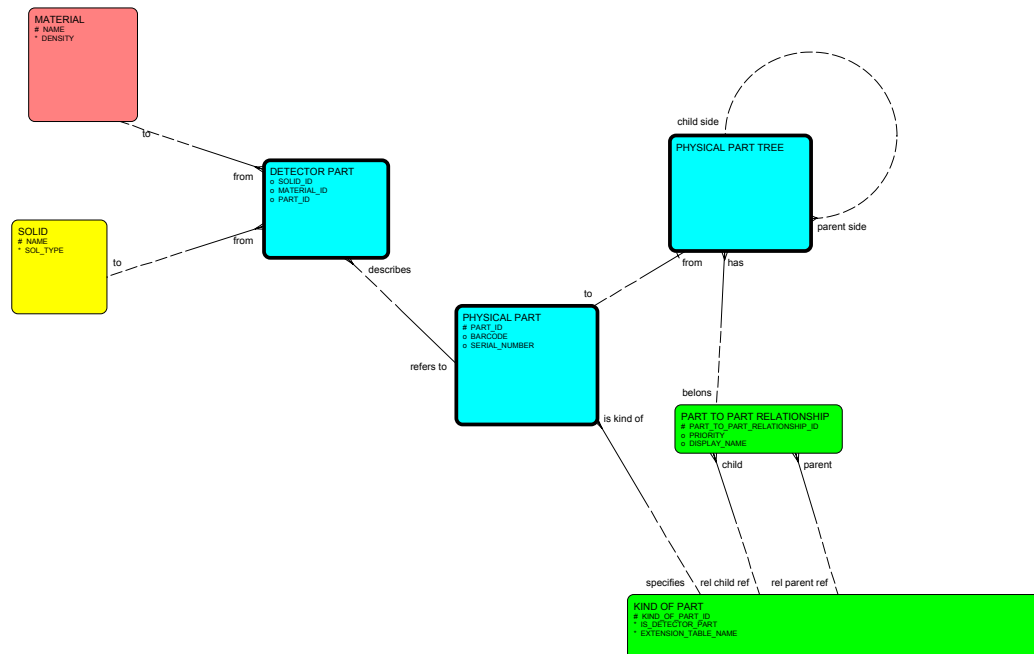 MATERIAL
# NAME
* DENSITY
to
from
DETECTOR PART
o SOLID_ID
o MATERIAL_ID
o PART_ID
SOLID
# NAME
* SOL_TYPE
to
from
describes
refers to
child side
PHYSICAL PART TREE
parent side
from
has
to
PHYSICAL PART
# PART_ID
o BARCODE
o SERIAL_NUMBER
is kind of
belons
PART TO PART RELATIONSHIP
# PART_TO_PART_RELATIONSHIP_ID
o PRIORITY
o DISPLAY_NAME
child
parent
specifies
rel child ref
rel parent ref
KIND OF PART
# KIND_OF_PART_ID
* IS_DETECTOR_PART
* EXTENSION_TABLE_NAME